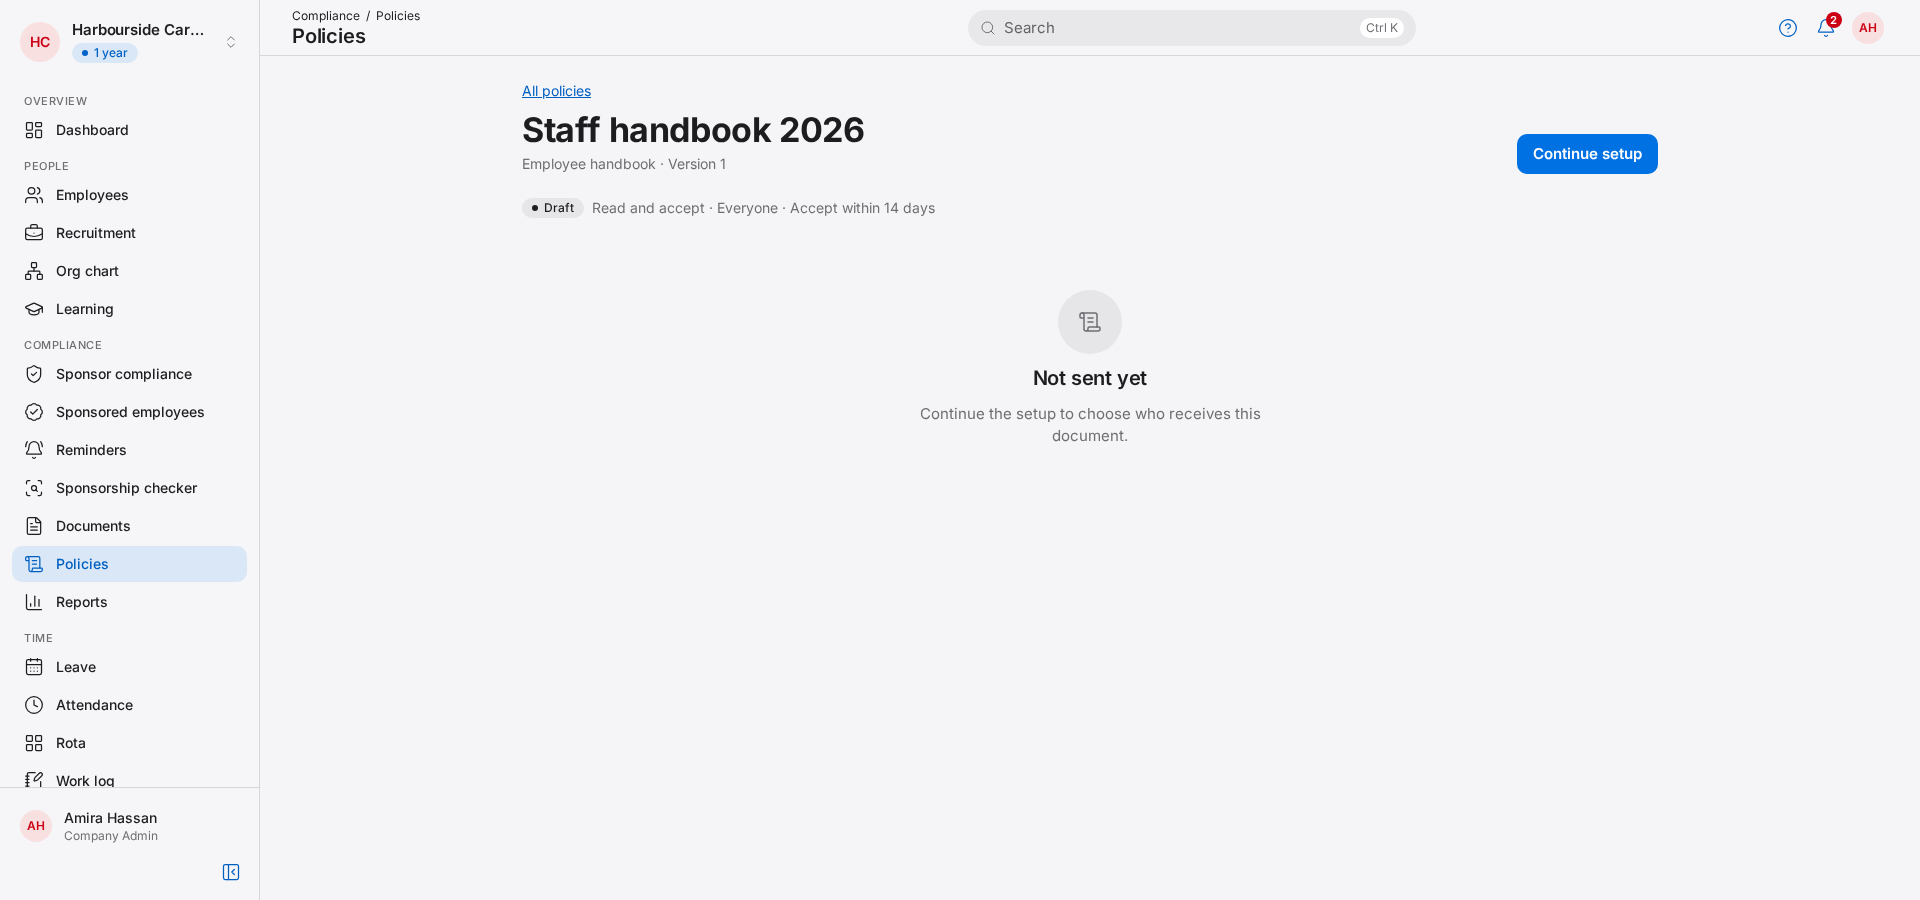 HC
Harbourside Car...
1 year
OVERVIEW
Dashboard
PEOPLE
Employees
Recruitment
Org chart
Learning
COMPLIANCE
Sponsor compliance
Sponsored employees
Reminders
Sponsorship checker
Documents
Policies
Reports
TIME
Leave
Attendance
Rota
Work log
AH
Amira Hassan
Company Admin
Compliance / Policies
Policies
Search
Ctrl K
2
AH
All policies
Staff handbook 2026
Employee handbook · Version 1
Continue setup
Draft
Read and accept · Everyone · Accept within 14 days
Not sent yet
Continue the setup to choose who receives this
document.